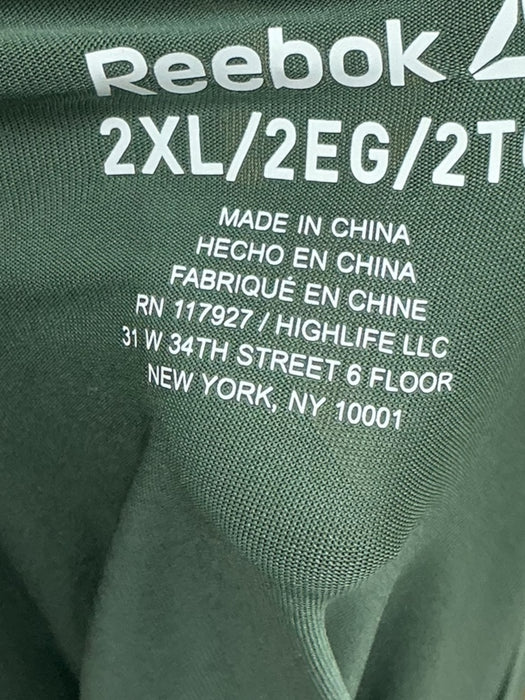 Reebok
2XL/2EG/2T
MADE IN CHINA
HECHO EN CHINA
FABRIQUÉ EN CHINE
RN 117927 / HIGHLIFE LLC
31 W 34TH STREET 6 FLOOR
NEW YORK, NY 10001